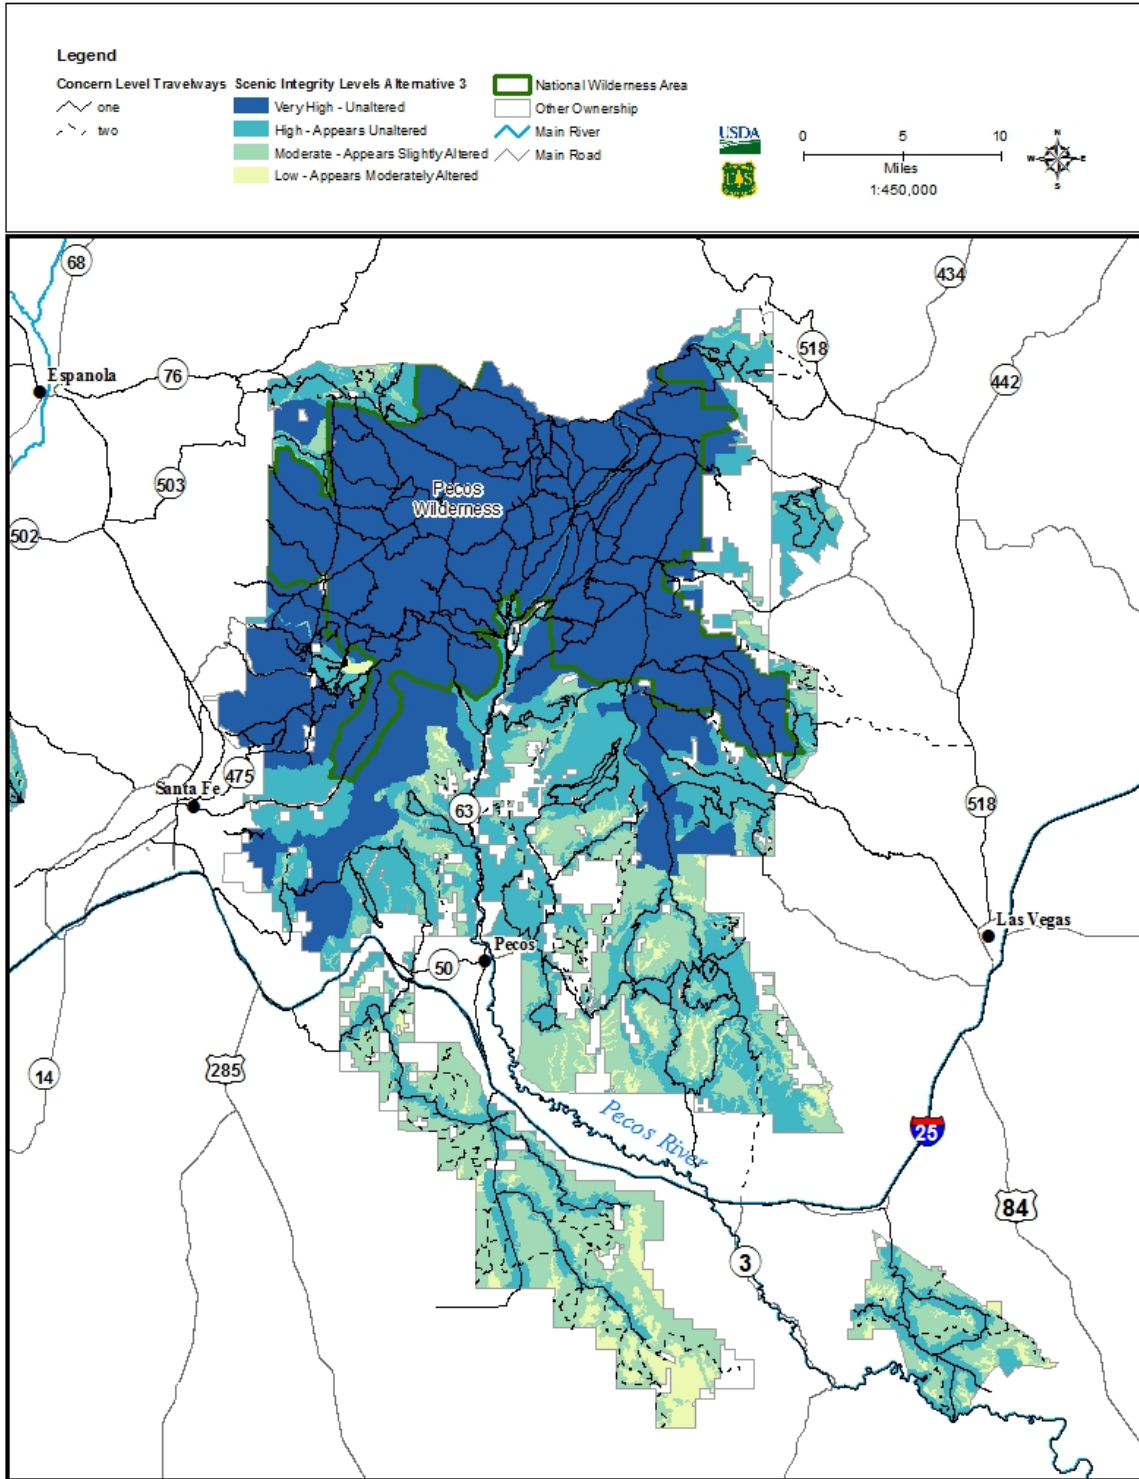 Legend
Concern Level Travelways
one
two
Scenic Integrity Levels Alternative 3
Very High - Unaltered
High - Appears Unaltered
Moderate - Appears Slightly Altered
Low - Appears Moderately Altered
National Wilderness Area
Other Ownership
Main River
Main Road
USDA
U S
0 5 10
Miles
1:450,000
N
W E
S
68
434
518
Espanola
76
442
Pecos
Wilderness
503
502
475
Santa Fe
63
518
Las Vegas
Pecos
50
14
285
Pecos River
25
84
3